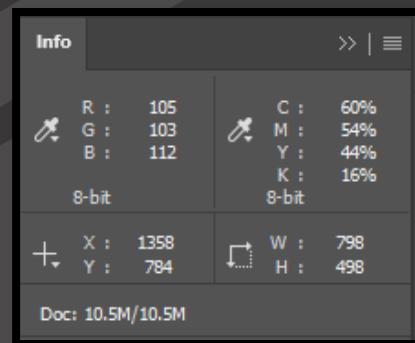 Info
R : 105 C : 60%
G : 103 M : 54%
B : 112 Y : 44%
K : 16%
8-bit 8-bit
X : 1358 W : 798
Y : 784 H : 498
Doc: 10.5M/10.5M